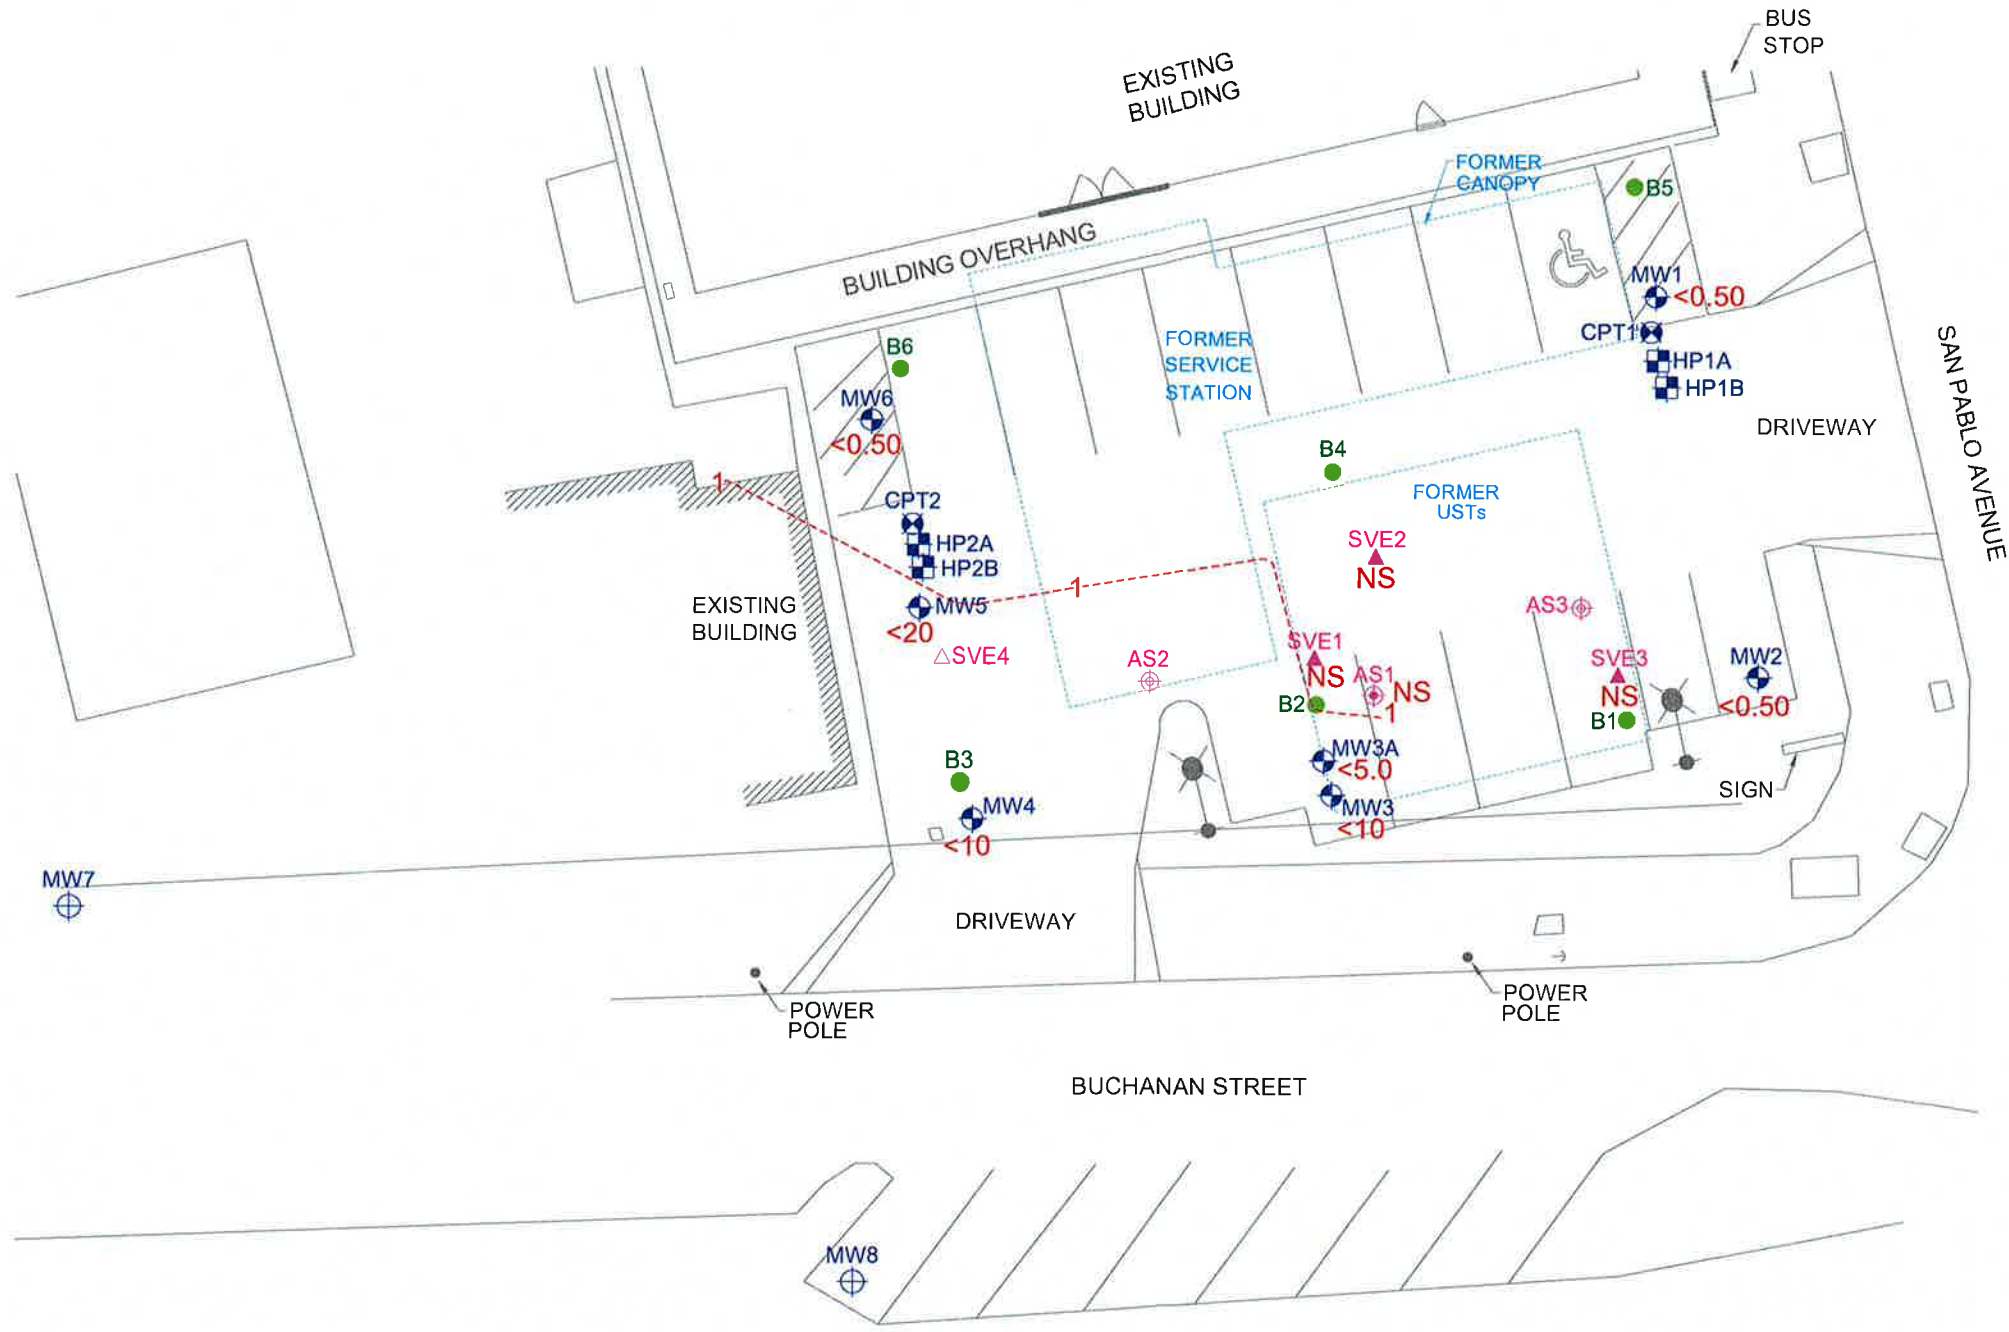 BUS
STOP
EXISTING
BUILDING
FORMER
CANOPY
B5
BUILDING OVERHANG
MW1
<0.50
CPT1
HP1A
HP1B
FORMER
SERVICE
STATION
B6
MW6
<0.50
SAN PABLO AVENUE
DRIVEWAY
B4
FORMER
USTs
1
CPT2
HP2A
HP2B
SVE2
NS
1
MW5
<20
EXISTING
BUILDING
AS3
SVE4
AS2
SVE1
NS
AS1
NS
SVE3
NS
MW2
<0.50
B2
1
B1
B3
MW3A
<5.0
SIGN
MW4
<10
MW3
<10
MW7
DRIVEWAY
POWER
POLE
POWER
POLE
BUCHANAN STREET
MW8